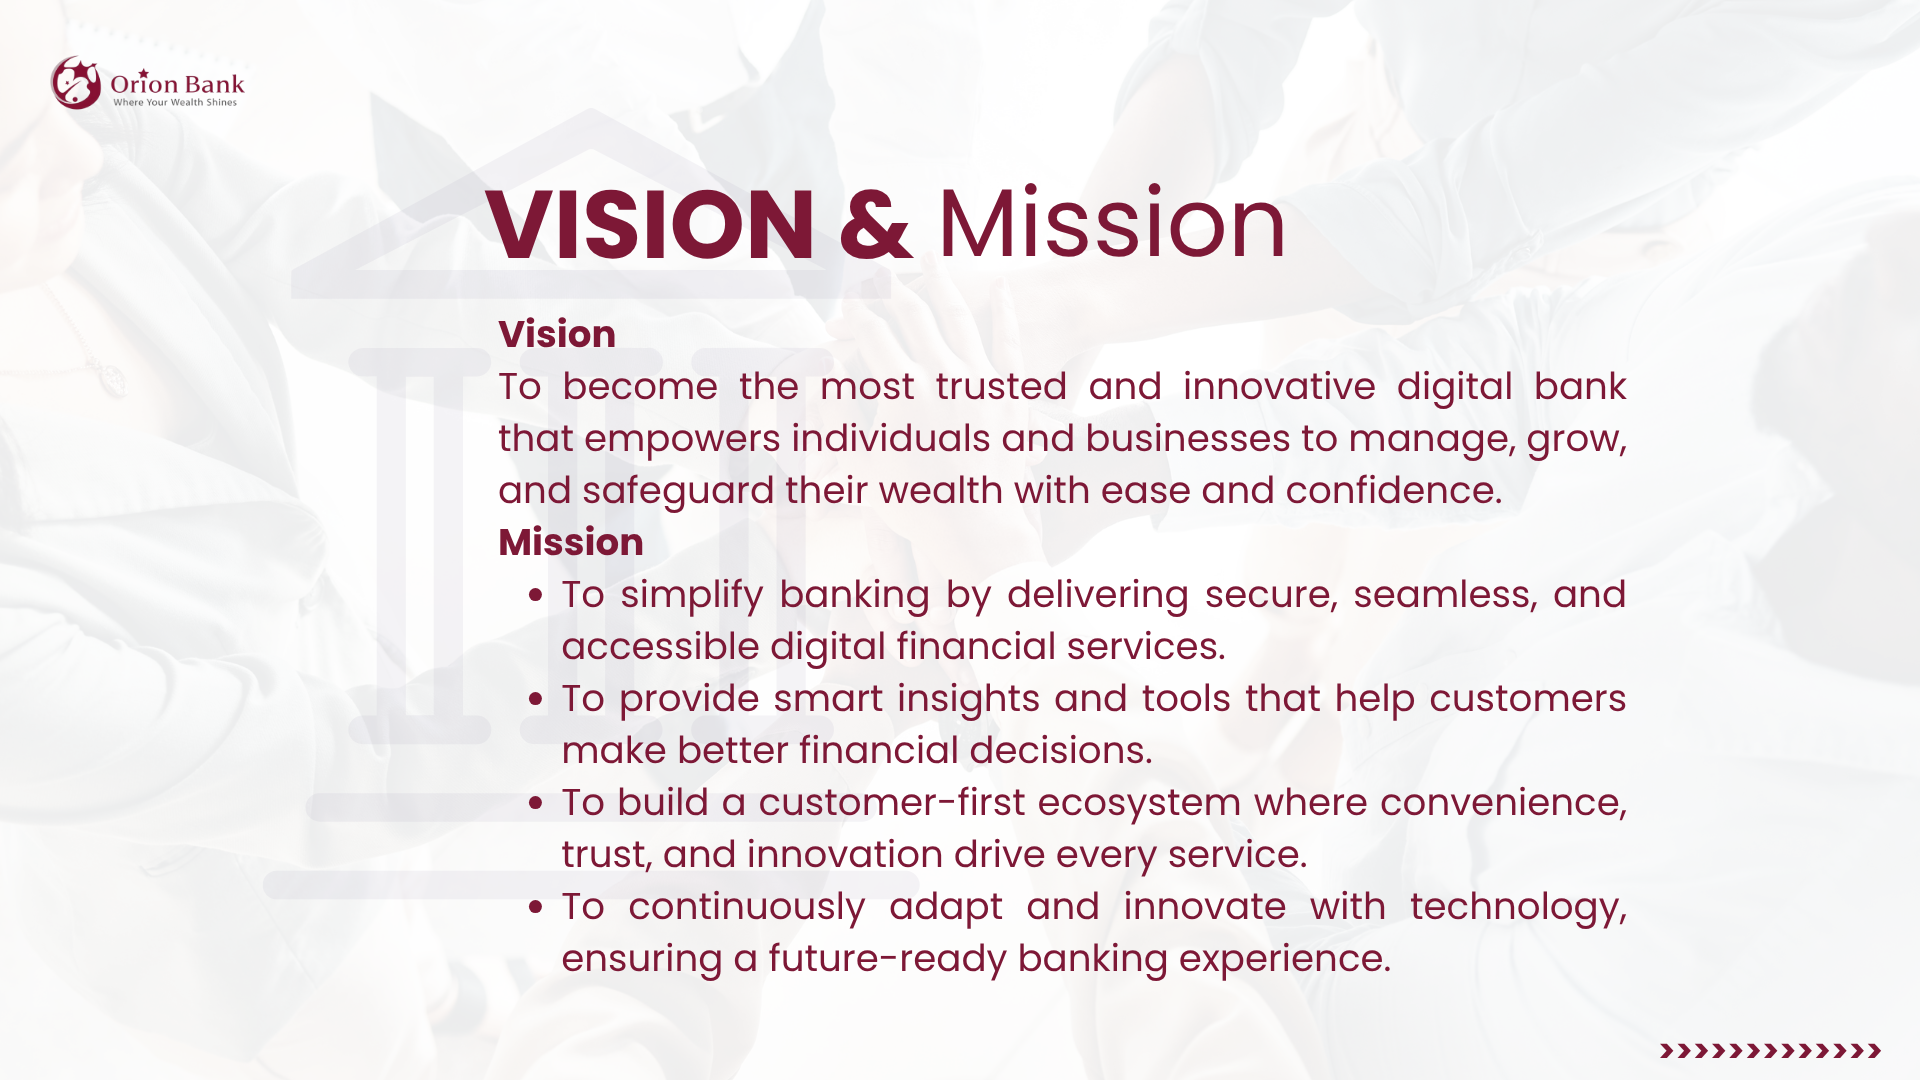 Orion Bank
Where Your Wealth Shines
VISION & Mission
Vision
To become the most trusted and innovative digital bank
that empowers individuals and businesses to manage, grow,
and safeguard their wealth with ease and confidence.
Mission
• To simplify banking by delivering secure, seamless, and
accessible digital financial services.
• To provide smart insights and tools that help customers
make better financial decisions.
• To build a customer-first ecosystem where convenience,
trust, and innovation drive every service.
• To continuously adapt and innovate with technology,
ensuring a future-ready banking experience.